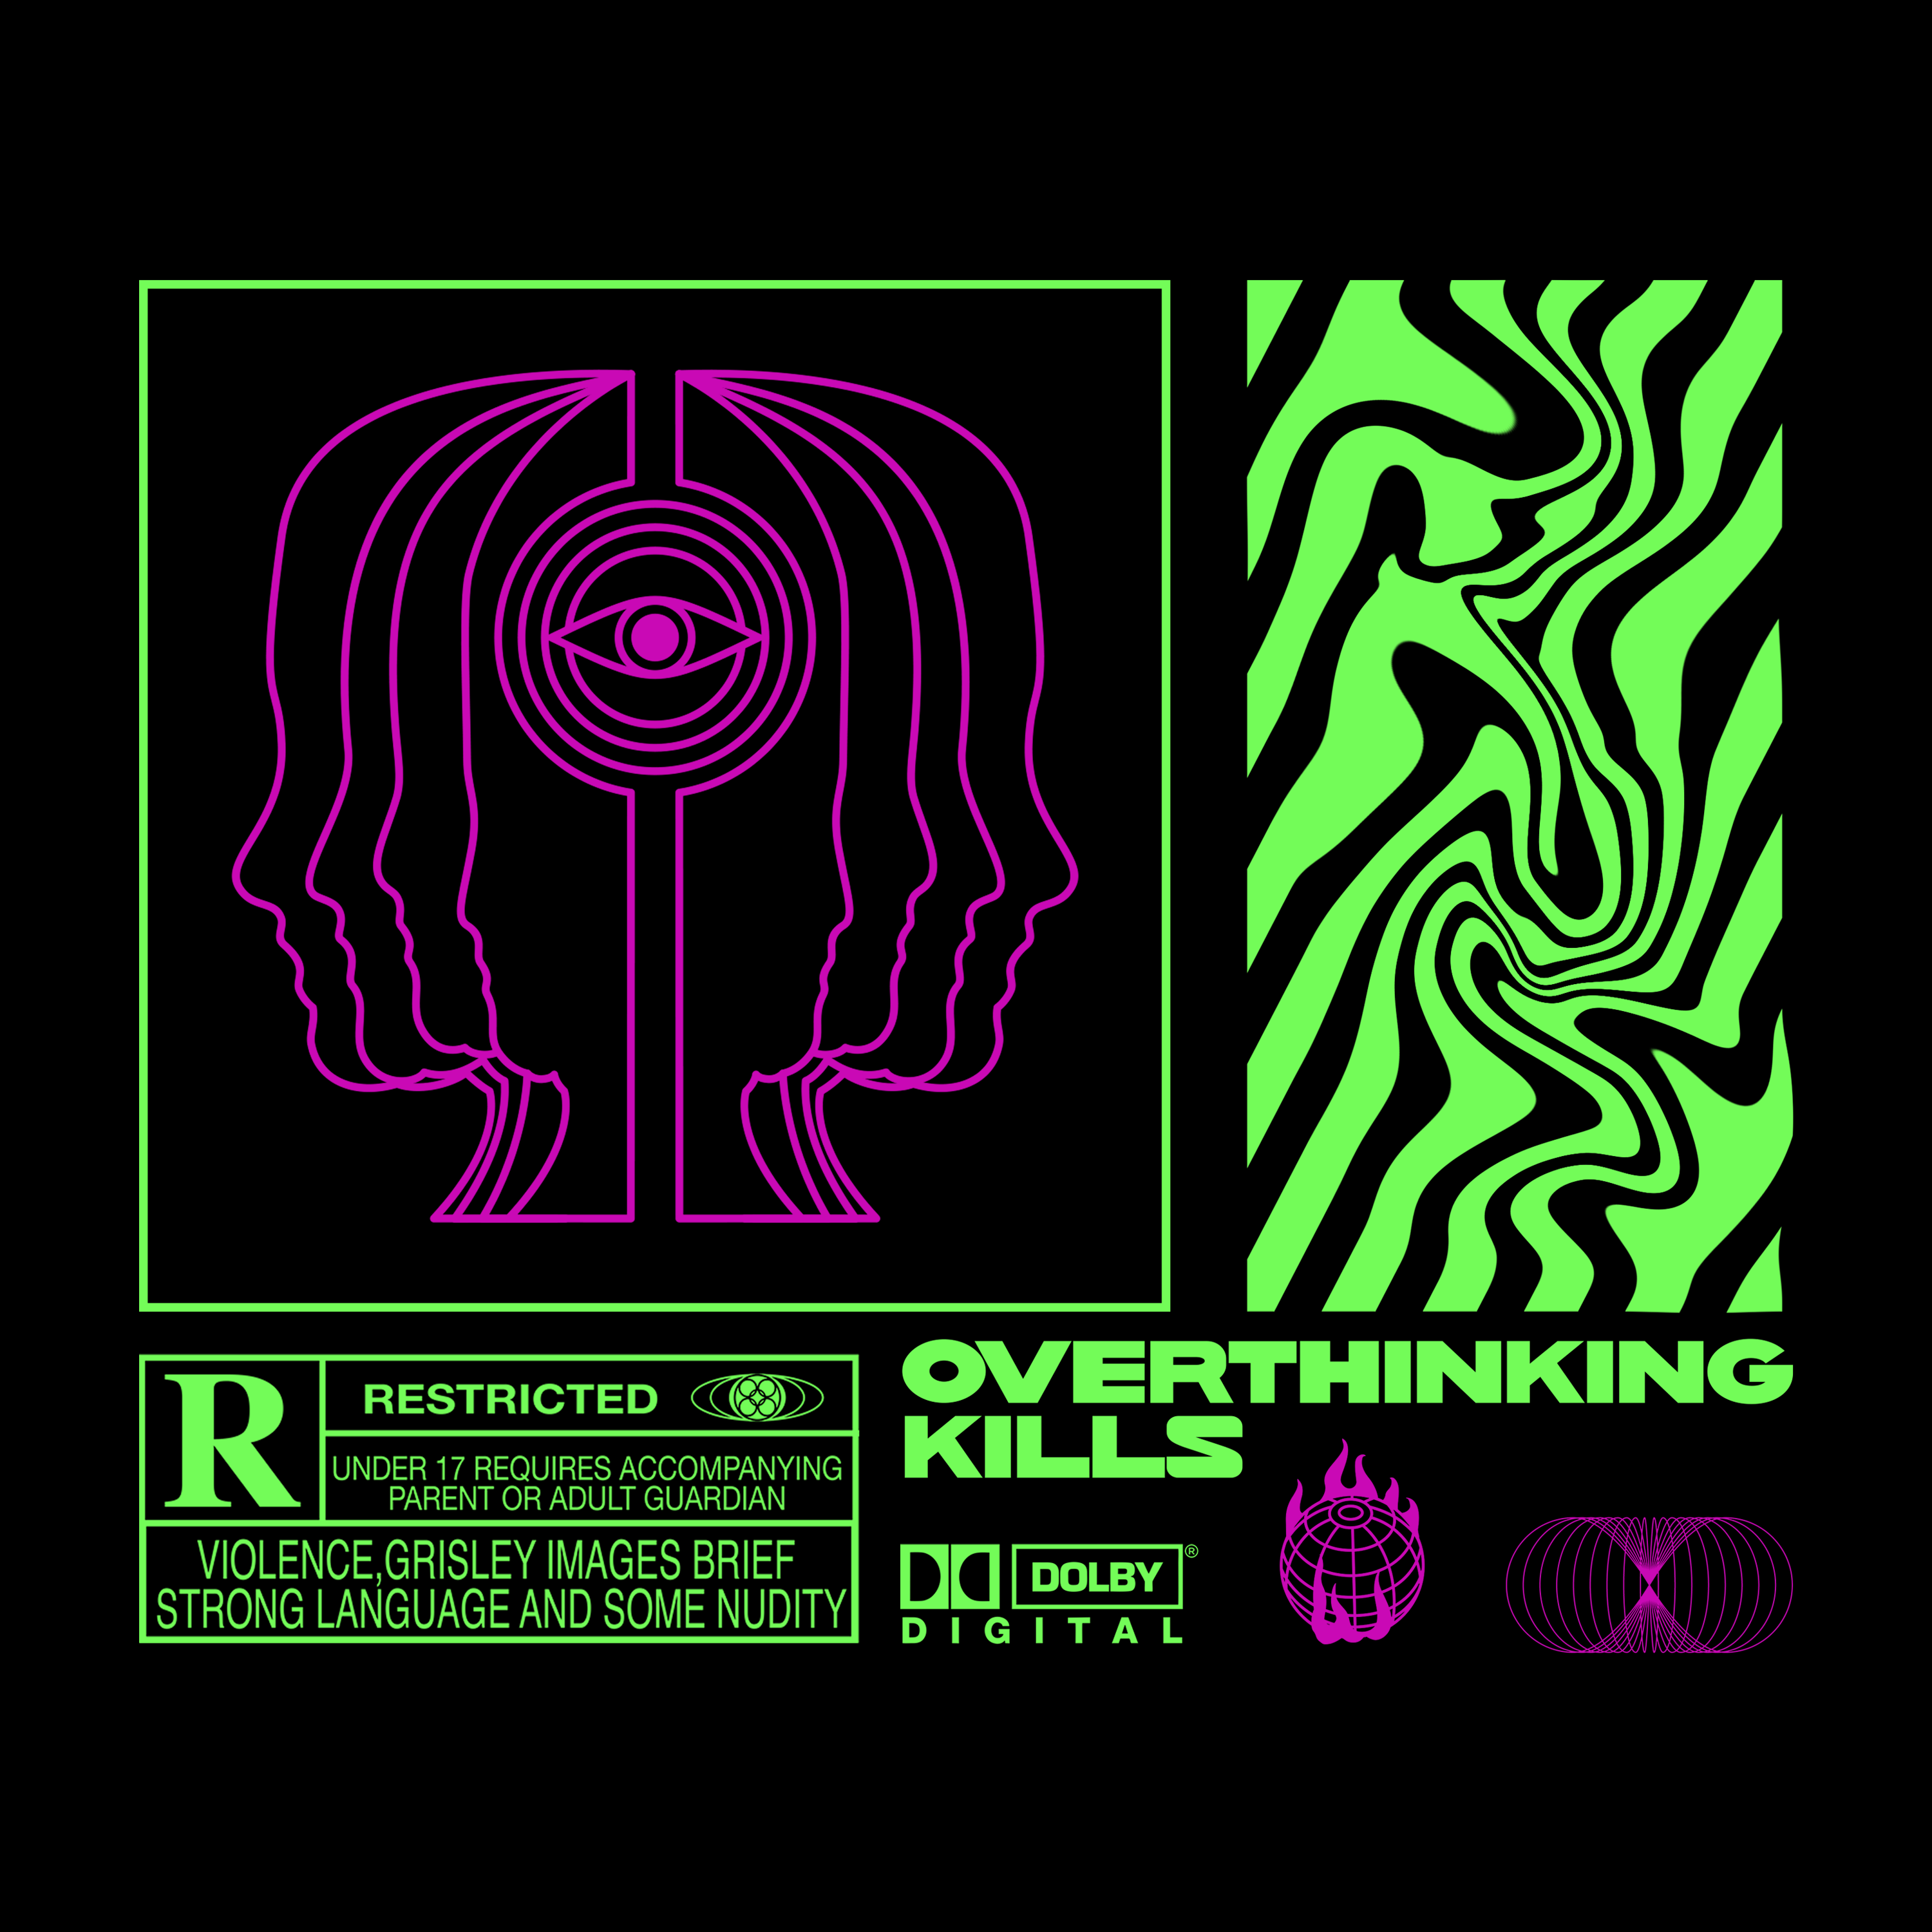 OVERTHINKING
KILLS
R
RESTRICTED
UNDER 17 REQUIRES ACCOMPANYING
PARENT OR ADULT GUARDIAN
VIOLENCE,GRISLEY IMAGES BRIEF
STRONG LANGUAGE AND SOME NUDITY
DOLBY®
DIGITAL